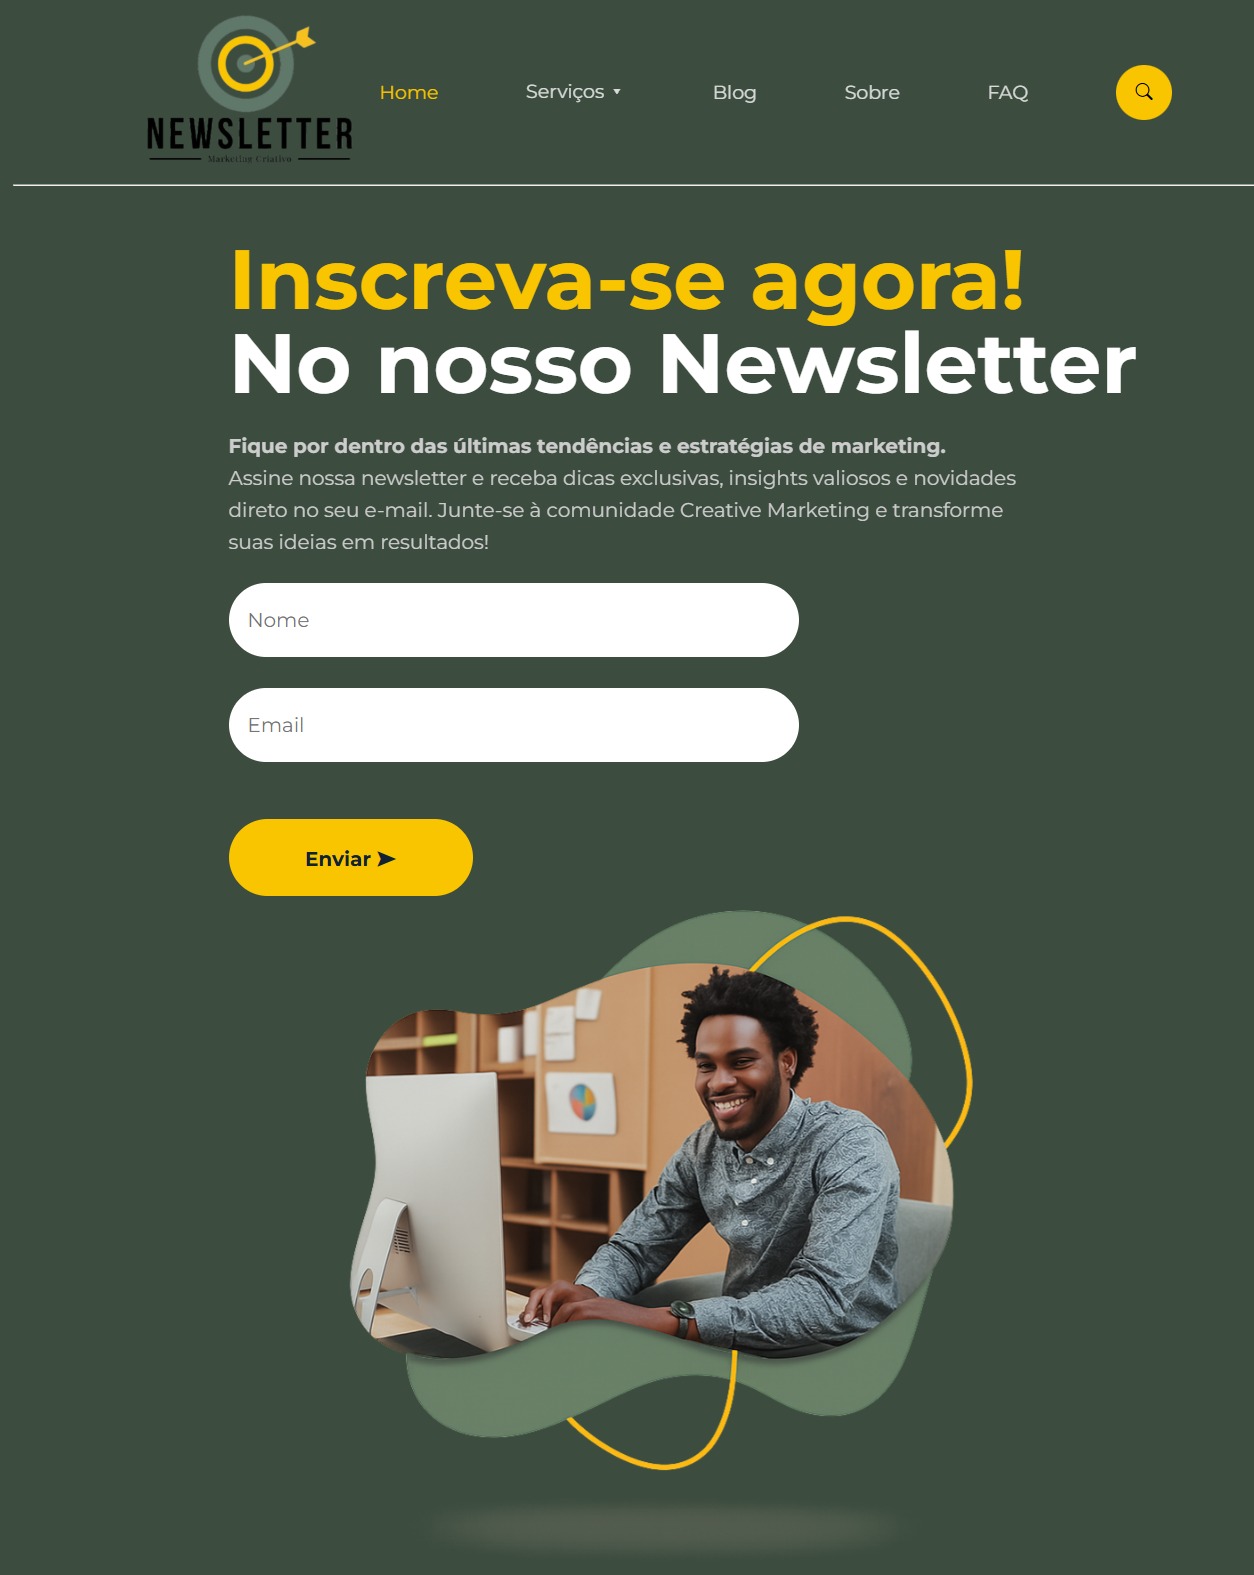 NEWSLETTER
Marketing Criativo
Home
Serviços
Blog
Sobre
FAQ
Inscreva-se agora!
No nosso Newsletter
Fique por dentro das últimas tendências e estratégias de marketing.
Assine nossa newsletter e receba dicas exclusivas, insights valiosos e novidades
direto no seu e-mail. Junte-se à comunidade Creative Marketing e transforme
suas ideias em resultados!
Nome
Email
Enviar